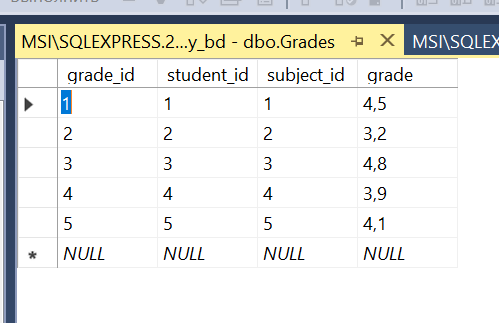 MSI\SQLEXPRESS.2...y_bd - dbo.Grades MSI\SQLEX
grade_id student_id subject_id grade
1 1 1 4,5
2 2 2 3,2
3 3 3 4,8
4 4 4 3,9
5 5 5 4,1
NULL NULL NULL NULL